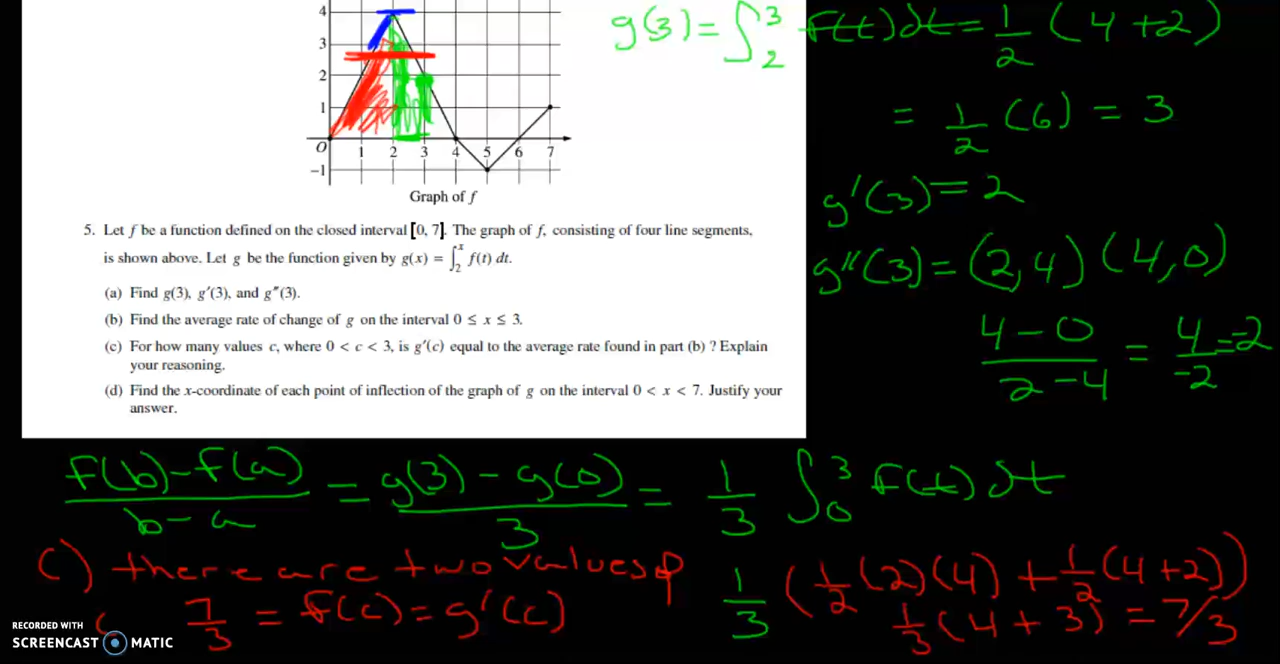 4
3
2
1
O 1 2 3 4 5 6 7
−1
Graph of f
5. Let f be a function defined on the closed interval [0, 7]. The graph of f, consisting of four line segments,
is shown above. Let g be the function given by g(x) = ∫₂ˣ f(t) dt.
(a) Find g(3), g′(3), and g″(3).
(b) Find the average rate of change of g on the interval 0 ≤ x ≤ 3.
(c) For how many values c, where 0 < c < 3, is g′(c) equal to the average rate found in part (b) ? Explain
your reasoning.
(d) Find the x-coordinate of each point of inflection of the graph of g on the interval 0 < x < 7. Justify your
answer.
g(3) = ∫₂³ f(t) dt = 1/2 (4+2)
= 1/2 (6) = 3
g'(3) = 2
g''(3) = (2,4) (4,0)
4-0/2-4 = 4/-2 = -2
f(b)-f(a)/b-a = g(3)-g(0)/3 = 1/3 ∫₀³ f(t) dt
1/3 (1/2(2)(4) + 1/2(4+2))
1/3(4+3) = 7/3
C) there are two values of
c 7/3 = f(c) = g'(c)
RECORDED WITH
SCREENCAST MATIC